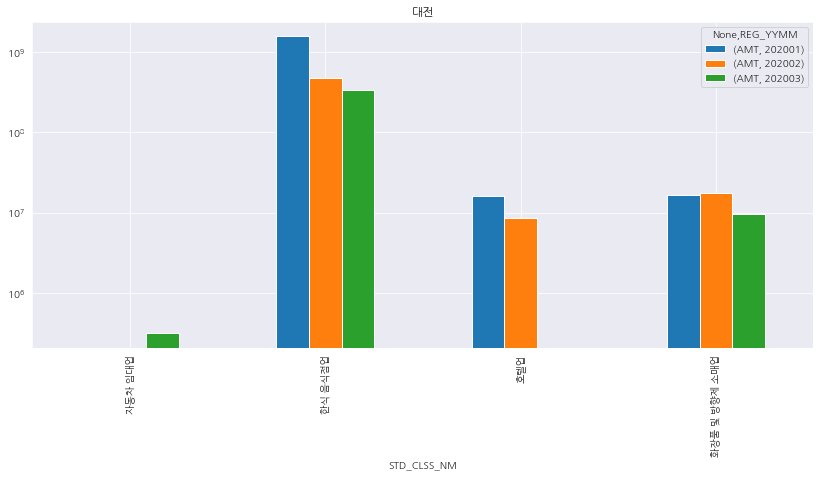 대전
None,REG_YYMM
(AMT, 202001)
(AMT, 202002)
(AMT, 202003)
10⁹
10⁸
10⁷
10⁶
자동차 임대업
한식 음식점업
호텔업
화장품 및 방향제 소매업
STD_CLSS_NM